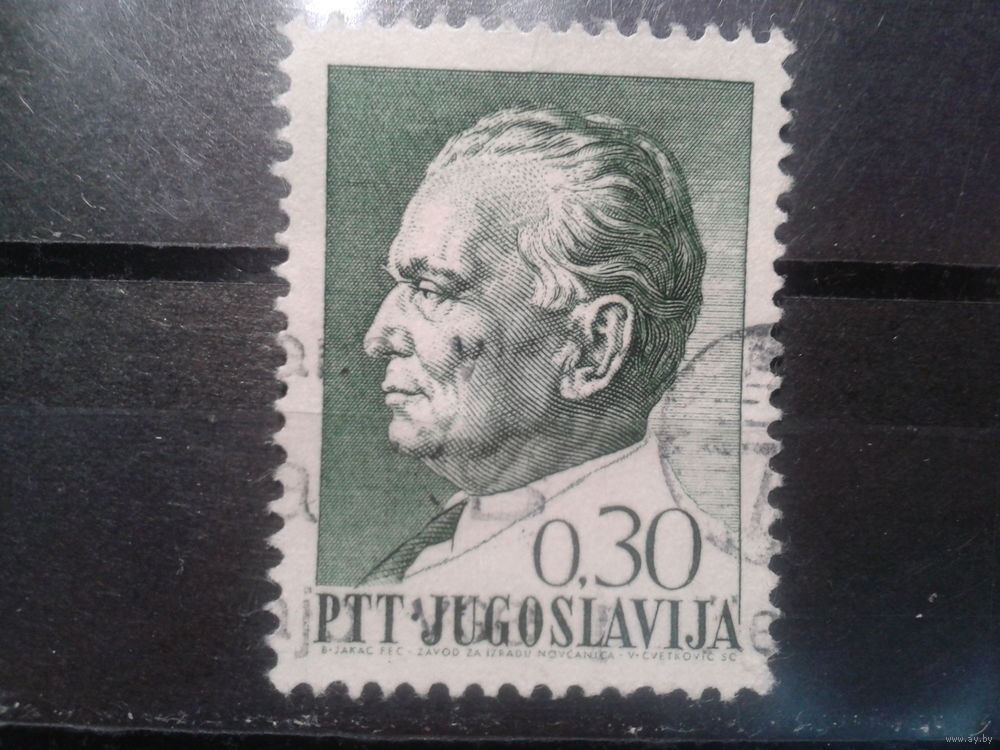 0,30
PTT·JUGOSLAVIJA
B·JAKAC FEC · ZAVOD ZA IZRADU NOVČANICA · V·CVETKOVIĆ SC
www.ay.by